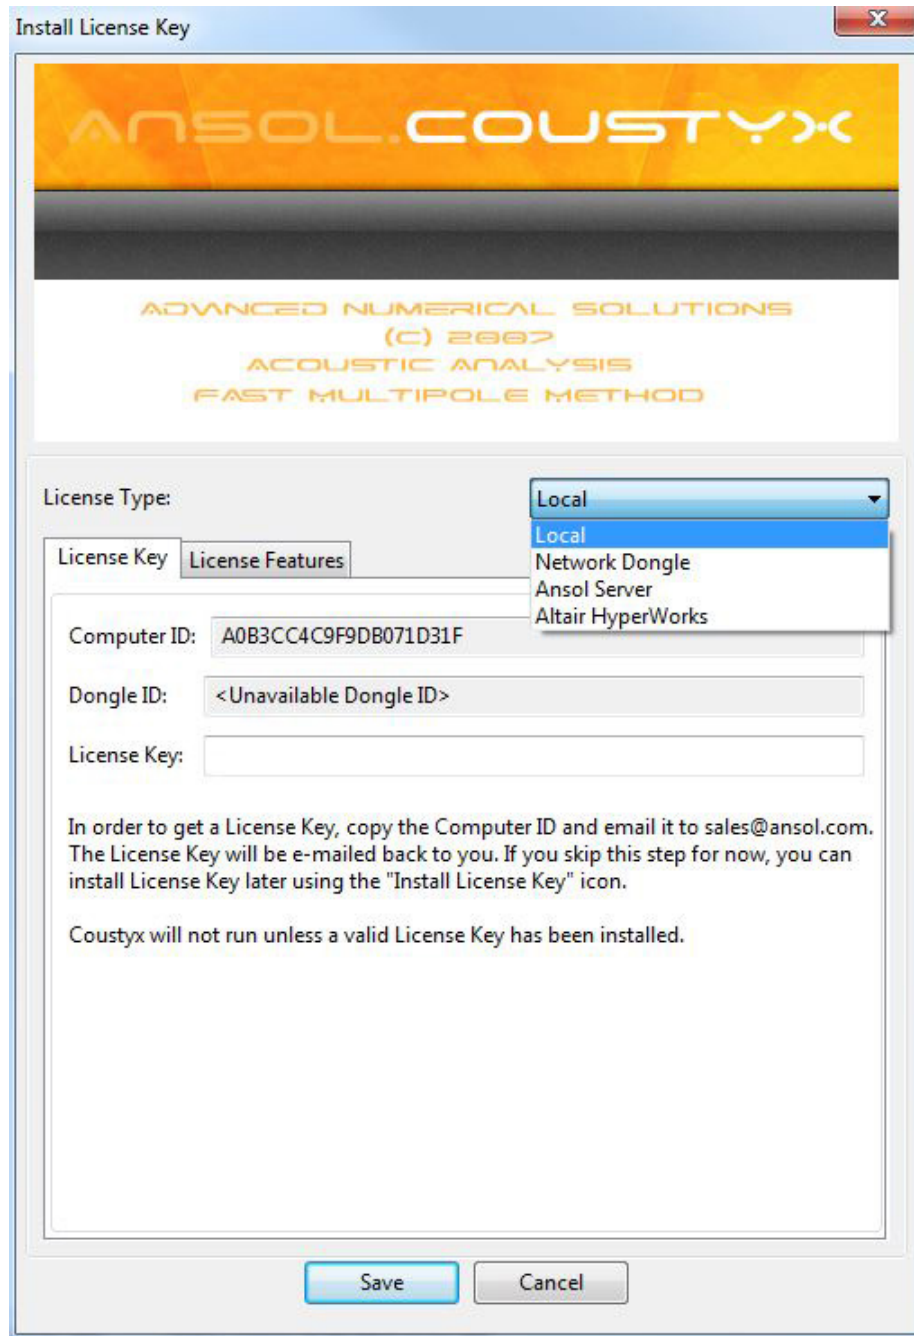 Install License Key
ANSOL.COUSTYX
ADVANCED NUMERICAL SOLUTIONS
(C) 2007
ACOUSTIC ANALYSIS
FAST MULTIPOLE METHOD
License Type:
Local
Local
Network Dongle
Ansol Server
Altair HyperWorks
License Key
License Features
Computer ID: A0B3CC4C9F9DB071D31F
Dongle ID: <Unavailable Dongle ID>
License Key:
In order to get a License Key, copy the Computer ID and email it to sales@ansol.com.
The License Key will be e-mailed back to you. If you skip this step for now, you can
install License Key later using the "Install License Key" icon.
Coustyx will not run unless a valid License Key has been installed.
Save
Cancel